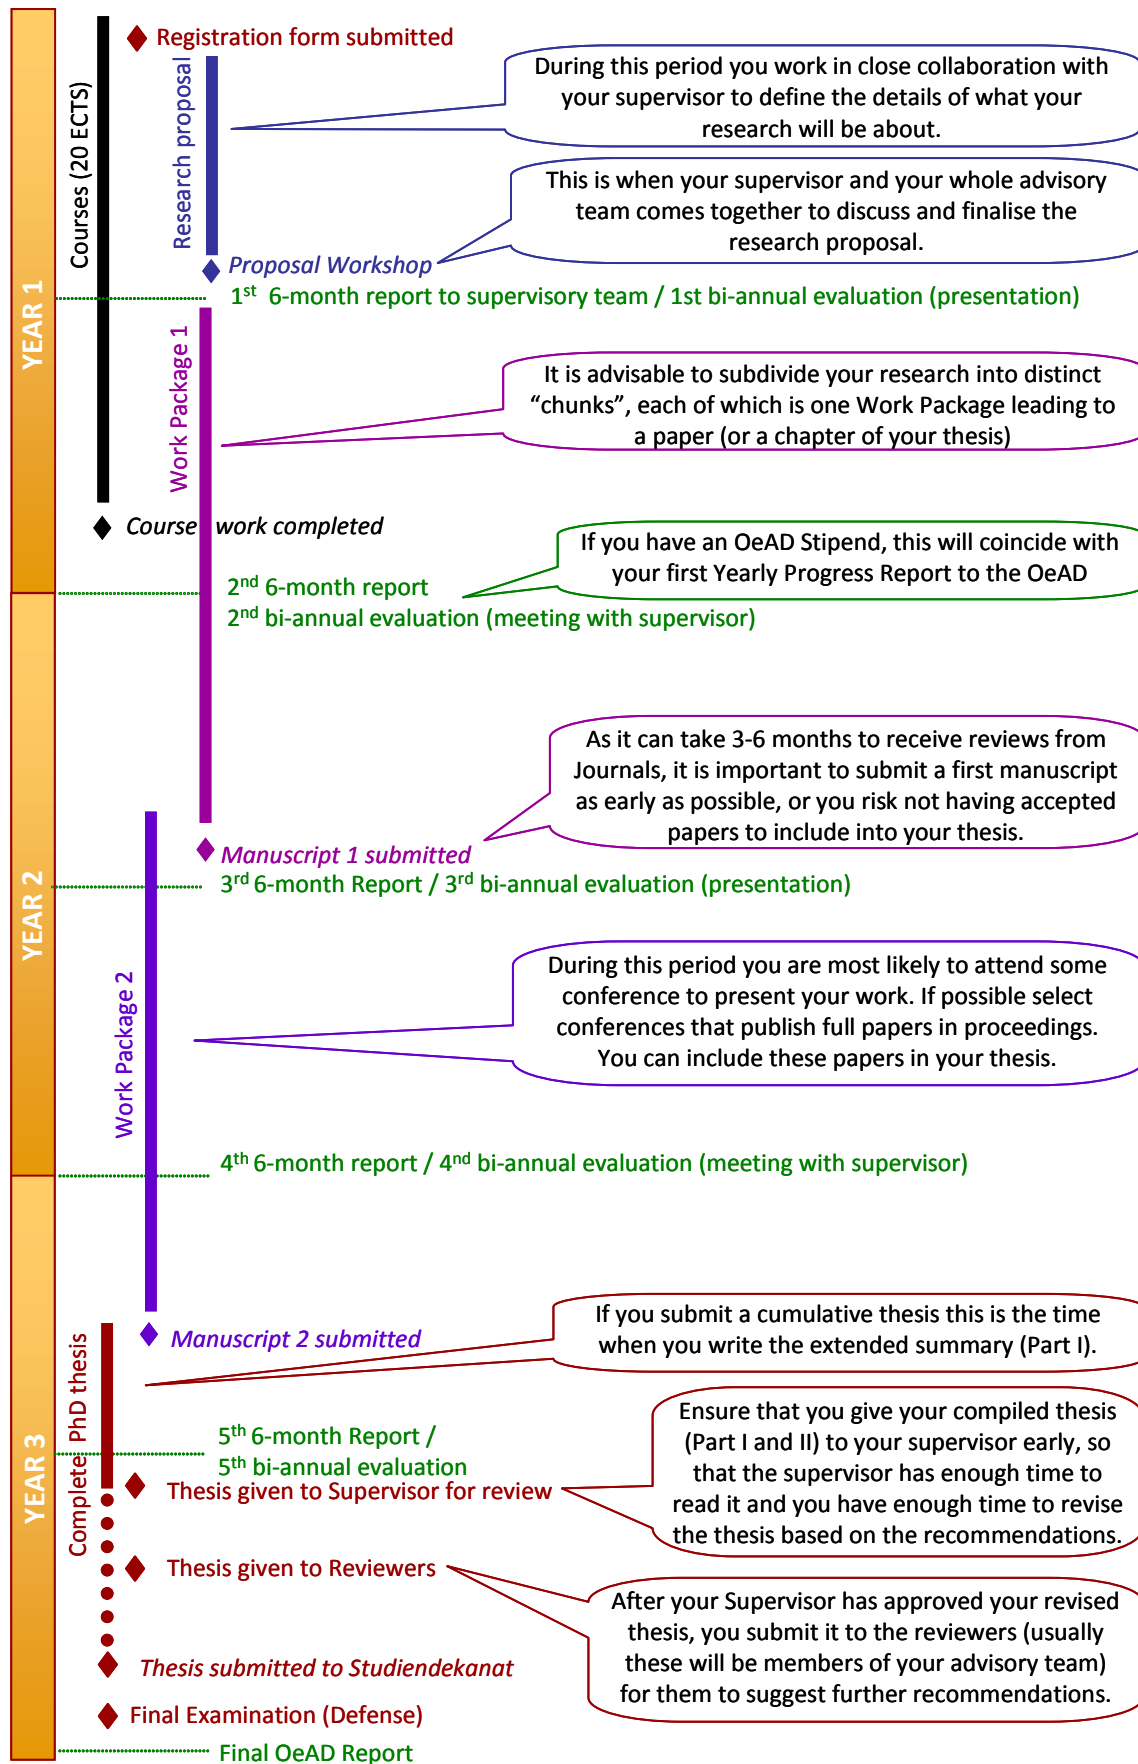 YEAR 1
Courses (20 ECTS)
Registration form submitted
Research proposal
During this period you work in close collaboration with
your supervisor to define the details of what your
research will be about.
This is when your supervisor and your whole advisory
team comes together to discuss and finalise the
research proposal.
Proposal Workshop
1st 6-month report to supervisory team / 1st bi-annual evaluation (presentation)
Work Package 1
It is advisable to subdivide your research into distinct
“chunks”, each of which is one Work Package leading to
a paper (or a chapter of your thesis)
Course work completed
If you have an OeAD Stipend, this will coincide with
your first Yearly Progress Report to the OeAD
2nd 6-month report
2nd bi-annual evaluation (meeting with supervisor)
YEAR 2
As it can take 3-6 months to receive reviews from
Journals, it is important to submit a first manuscript
as early as possible, or you risk not having accepted
papers to include into your thesis.
Manuscript 1 submitted
3rd 6-month Report / 3rd bi-annual evaluation (presentation)
Work Package 2
During this period you are most likely to attend some
conference to present your work. If possible select
conferences that publish full papers in proceedings.
You can include these papers in your thesis.
4th 6-month report / 4nd bi-annual evaluation (meeting with supervisor)
YEAR 3
If you submit a cumulative thesis this is the time
when you write the extended summary (Part I).
Manuscript 2 submitted
Complete PhD thesis
Ensure that you give your compiled thesis
(Part I and II) to your supervisor early, so
that the supervisor has enough time to
read it and you have enough time to revise
the thesis based on the recommendations.
5th 6-month Report /
5th bi-annual evaluation
Thesis given to Supervisor for review
Thesis given to Reviewers
After your Supervisor has approved your revised
thesis, you submit it to the reviewers (usually
these will be members of your advisory team)
for them to suggest further recommendations.
Thesis submitted to Studiendekanat
Final Examination (Defense)
Final OeAD Report